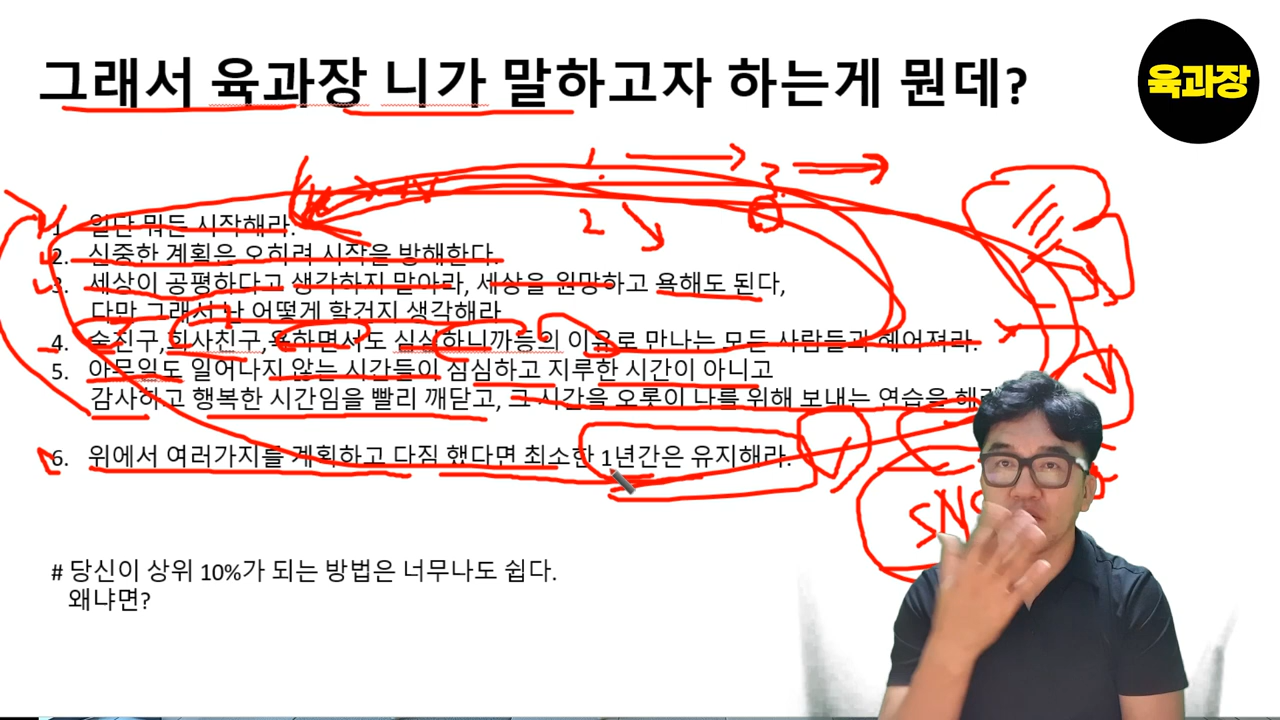 그래서 육과장 니가 말하고자 하는게 뭔데?
육과장
1. 일단 뭐든 시작해라.
2. 신중한 계획은 오히려 시작을 방해한다.
3. 세상이 공평하다고 생각하지 말아라, 세상을 원망하고 욕해도 된다,
다만 그래서 난 어떻게 할건지 생각해라
4. 술친구,회사친구,욕하면서도 심심하니까등의 이유로 만나는 모든 사람들과 헤어져라.
5. 아무일도 일어나지 않는 시간들이 심심하고 지루한 시간이 아니고
감사하고 행복한 시간임을 빨리 깨닫고, 그 시간을 오롯이 나를 위해 보내는 연습을 해
6. 위에서 여러가지를 계획하고 다짐 했다면 최소한 1년간은 유지해라.
SNS
# 당신이 상위 10%가 되는 방법은 너무나도 쉽다.
왜냐면?
1
2
3